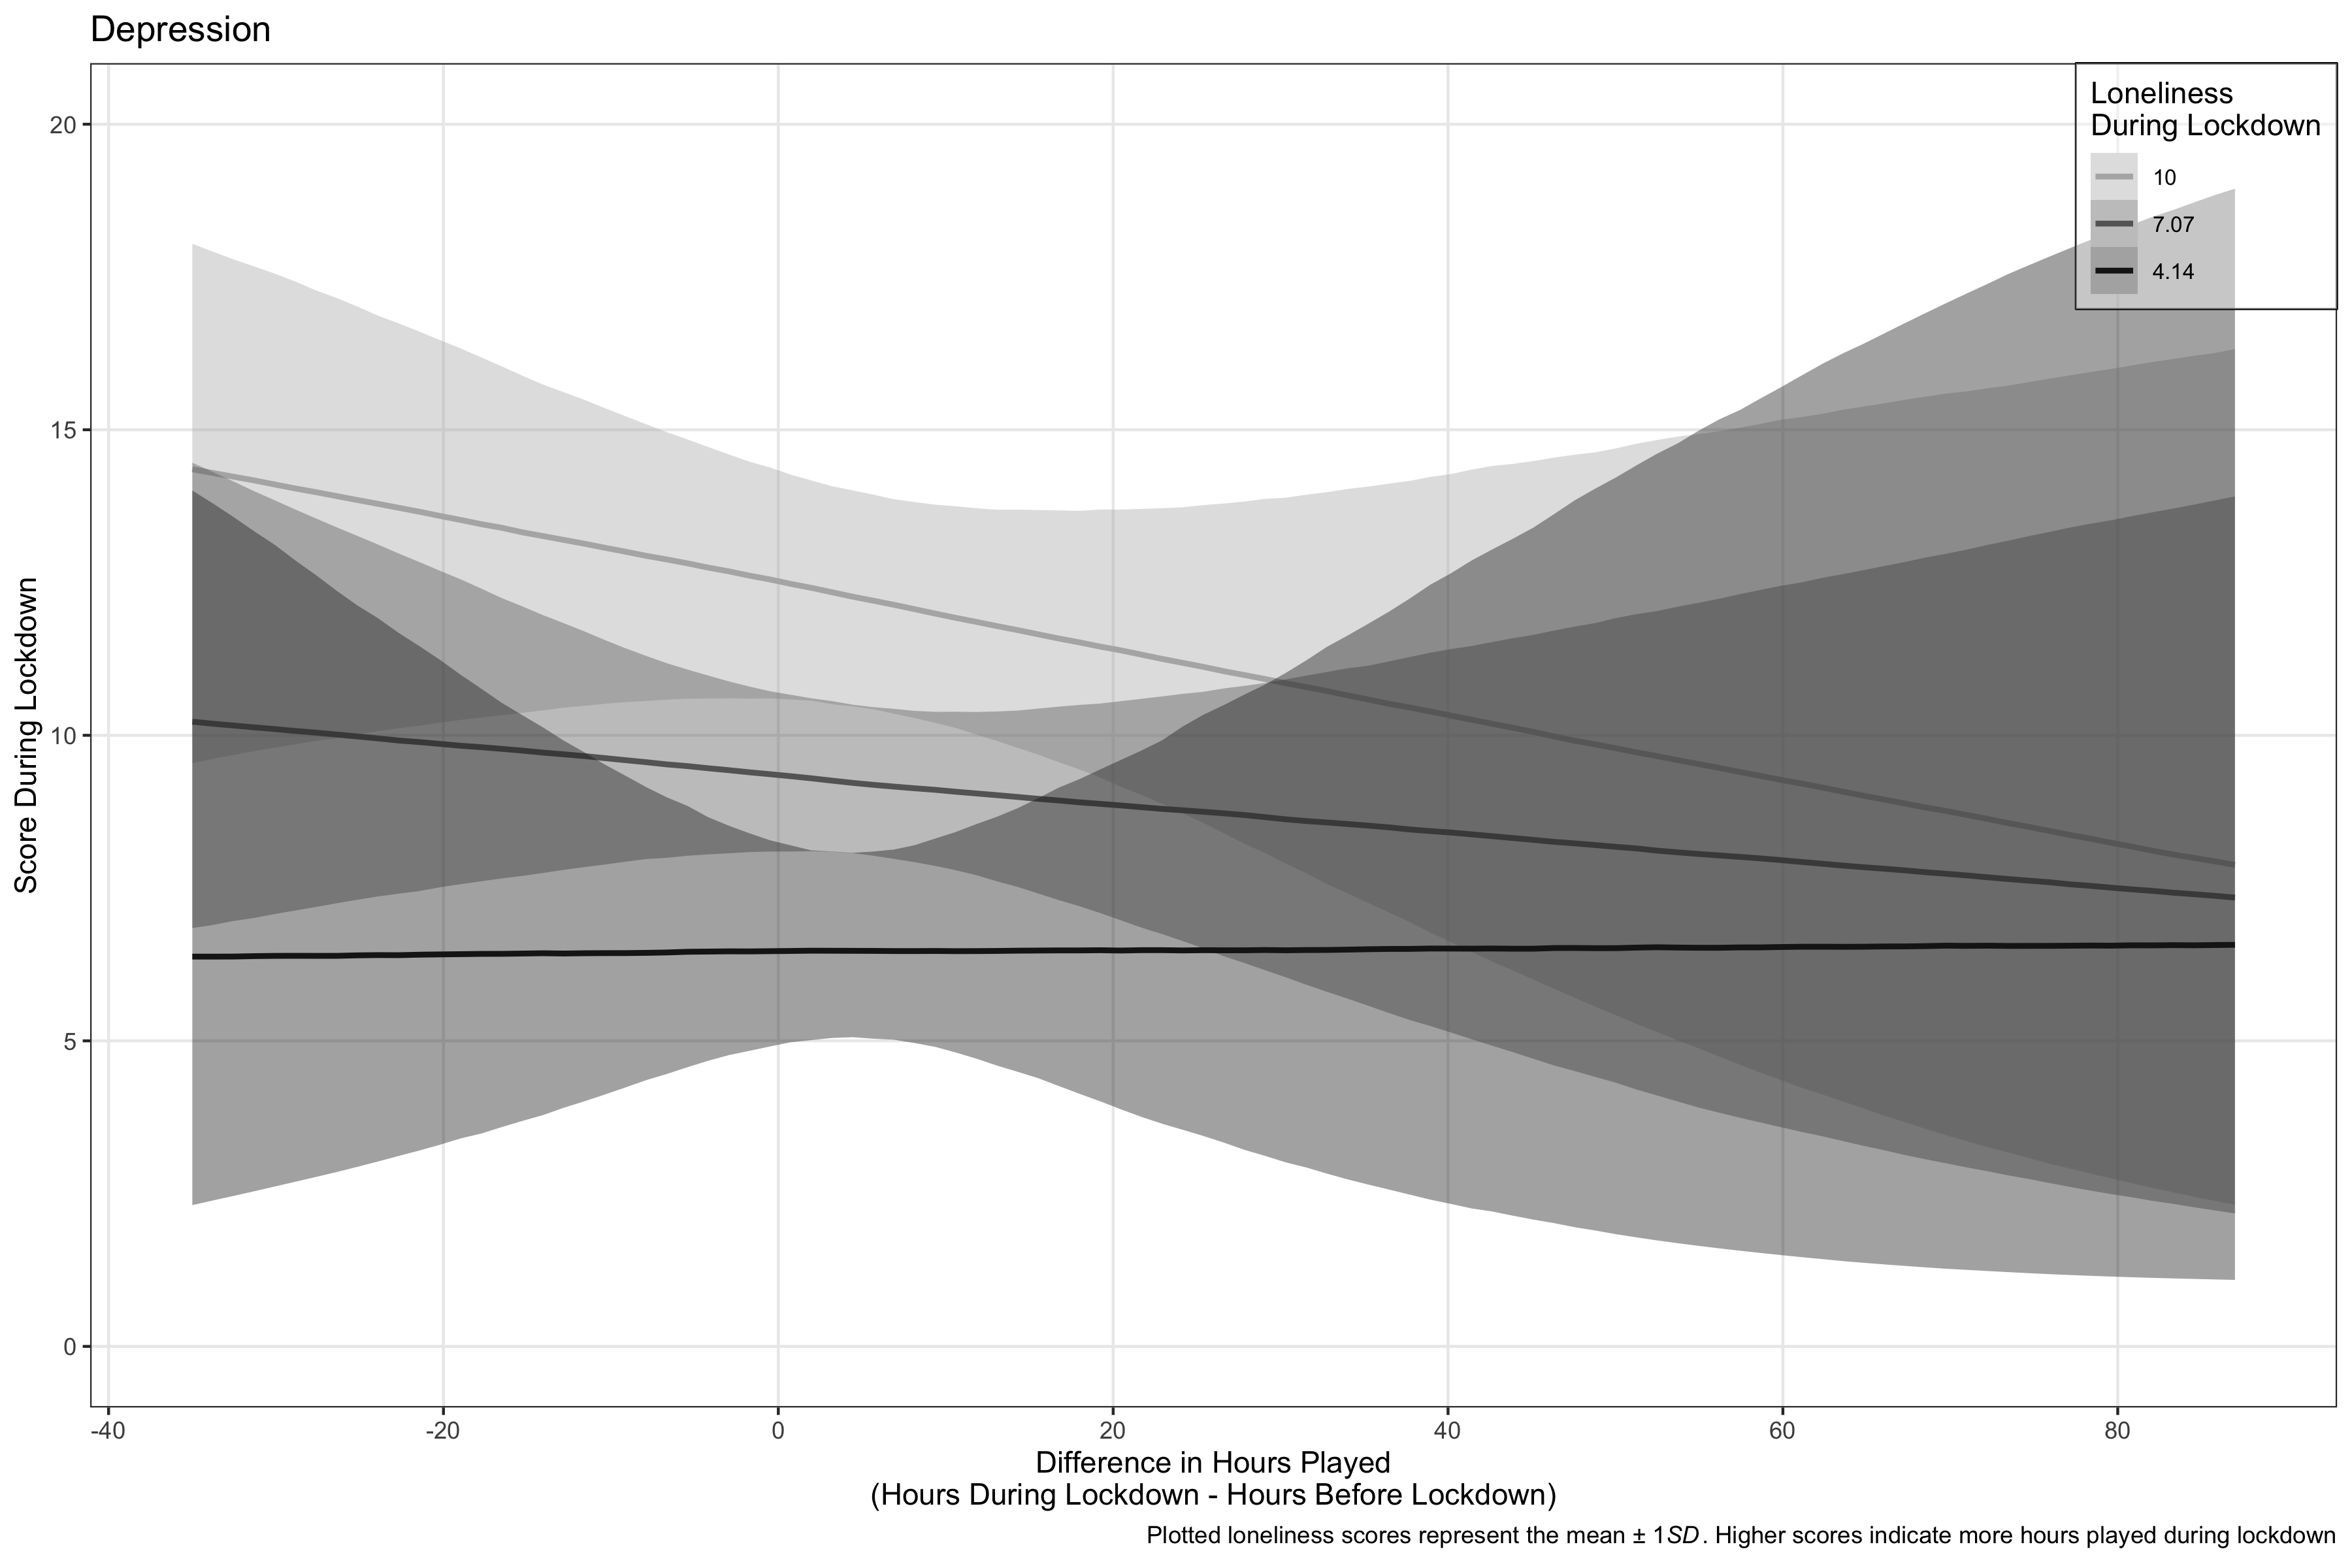 Depression
Loneliness
During Lockdown
10
7.07
4.14
Score During Lockdown
20
15
10
5
0
-40 -20 0 20 40 60 80
Difference in Hours Played
(Hours During Lockdown - Hours Before Lockdown)
Plotted loneliness scores represent the mean ± 1SD. Higher scores indicate more hours played during lockdown